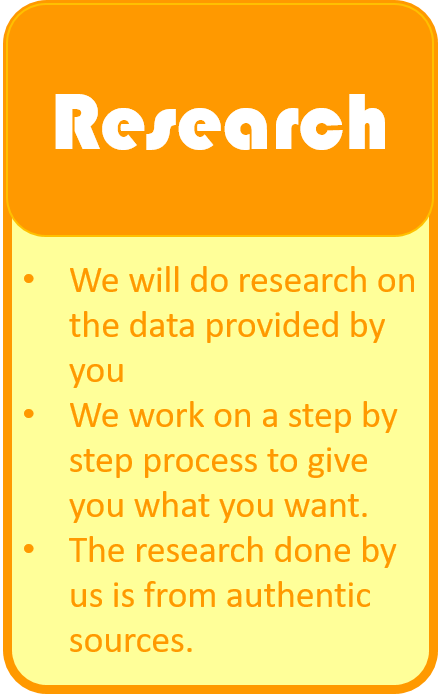 Research
• We will do research on
the data provided by
you
• We work on a step by
step process to give
you what you want.
• The research done by
us is from authentic
sources.